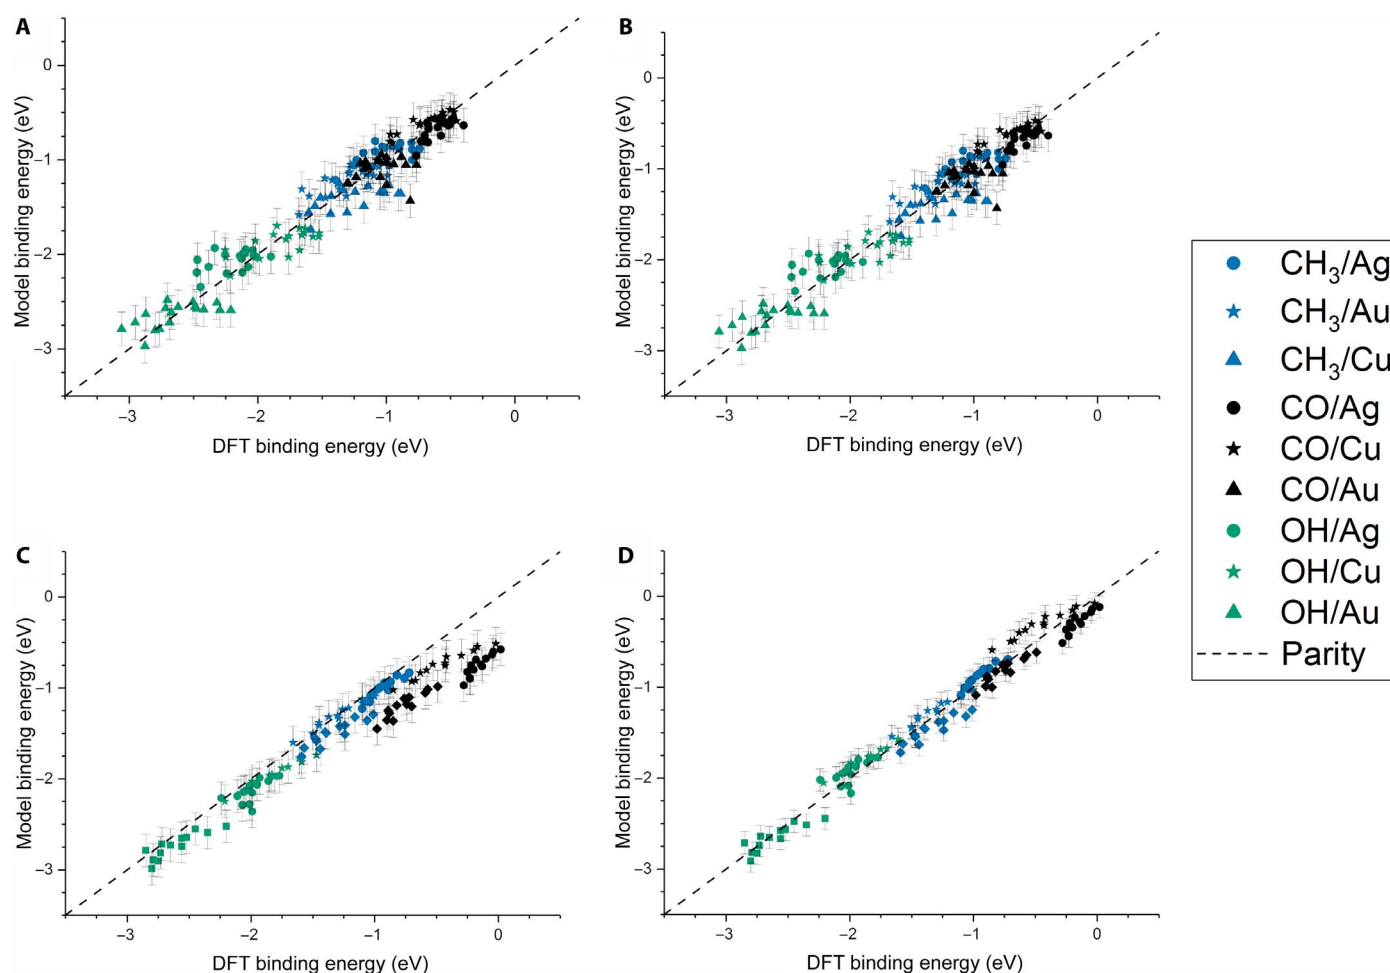 A
B
0
−1
−2
−3
Model binding energy (eV)
−3
−2
−1
0
DFT binding energy (eV)
0
−1
−2
−3
Model binding energy (eV)
−3
−2
−1
0
DFT binding energy (eV)
CH₃/Ag
CH₃/Au
CH₃/Cu
CO/Ag
CO/Cu
CO/Au
OH/Ag
OH/Cu
OH/Au
Parity
C
D
0
−1
−2
−3
Model binding energy (eV)
−3
−2
−1
0
DFT binding energy (eV)
0
−1
−2
−3
Model binding energy (eV)
−3
−2
−1
0
DFT binding energy (eV)